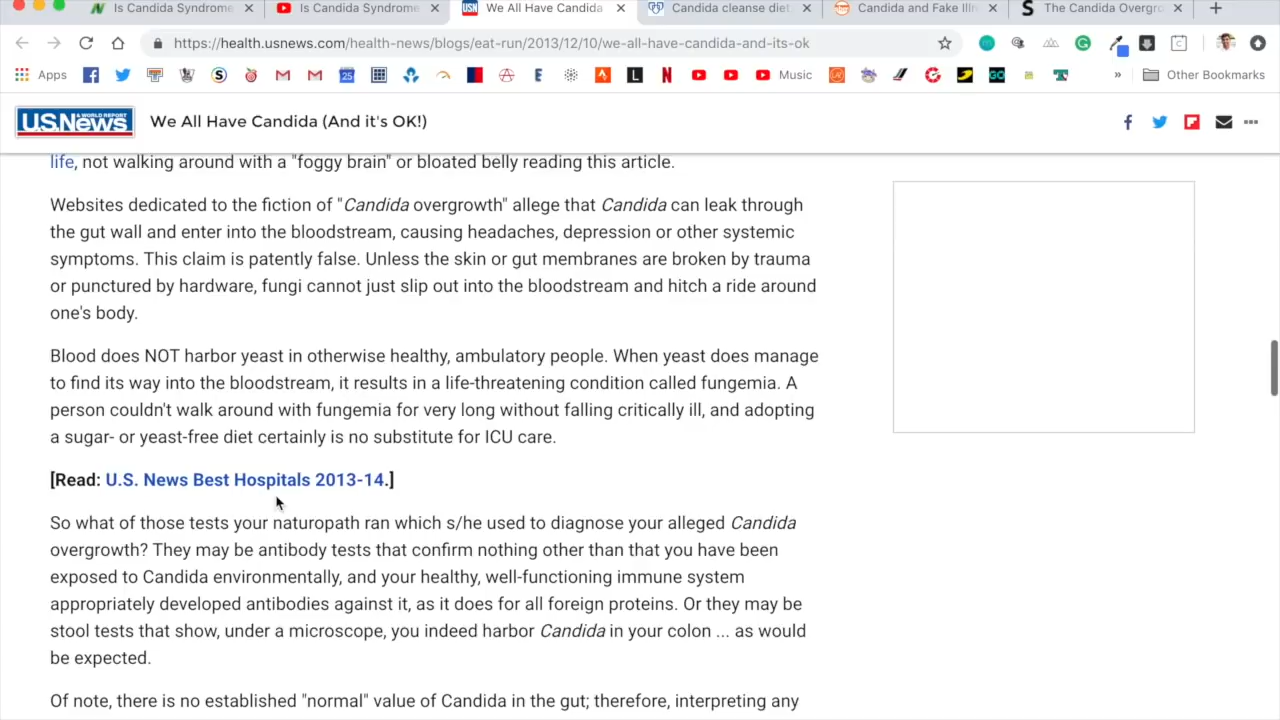 Is Candida Syndrome
Is Candida Syndrome
We All Have Candida
Candida cleanse diet
Candida and Fake Illn
The Candida Overgro
https://health.usnews.com/health-news/blogs/eat-run/2013/12/10/we-all-have-candida-and-its-ok
Apps
Music
Other Bookmarks
U.S.News We All Have Candida (And it's OK!)
life, not walking around with a "foggy brain" or bloated belly reading this article.
Websites dedicated to the fiction of "Candida overgrowth" allege that Candida can leak through
the gut wall and enter into the bloodstream, causing headaches, depression or other systemic
symptoms. This claim is patently false. Unless the skin or gut membranes are broken by trauma
or punctured by hardware, fungi cannot just slip out into the bloodstream and hitch a ride around
one's body.
Blood does NOT harbor yeast in otherwise healthy, ambulatory people. When yeast does manage
to find its way into the bloodstream, it results in a life-threatening condition called fungemia. A
person couldn't walk around with fungemia for very long without falling critically ill, and adopting
a sugar- or yeast-free diet certainly is no substitute for ICU care.
[Read: U.S. News Best Hospitals 2013-14.]
So what of those tests your naturopath ran which s/he used to diagnose your alleged Candida
overgrowth? They may be antibody tests that confirm nothing other than that you have been
exposed to Candida environmentally, and your healthy, well-functioning immune system
appropriately developed antibodies against it, as it does for all foreign proteins. Or they may be
stool tests that show, under a microscope, you indeed harbor Candida in your colon ... as would
be expected.
Of note, there is no established "normal" value of Candida in the gut; therefore, interpreting any